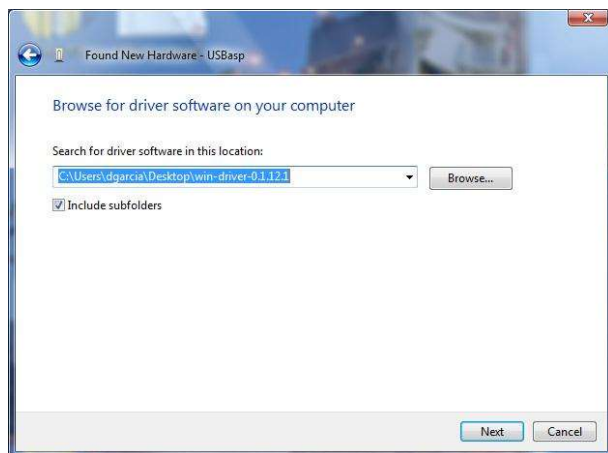 Found New Hardware - USBasp
Browse for driver software on your computer
Search for driver software in this location:
C:\Users\dgarcia\Desktop\win-driver-0.1.12.1
Browse...
Include subfolders
Next
Cancel